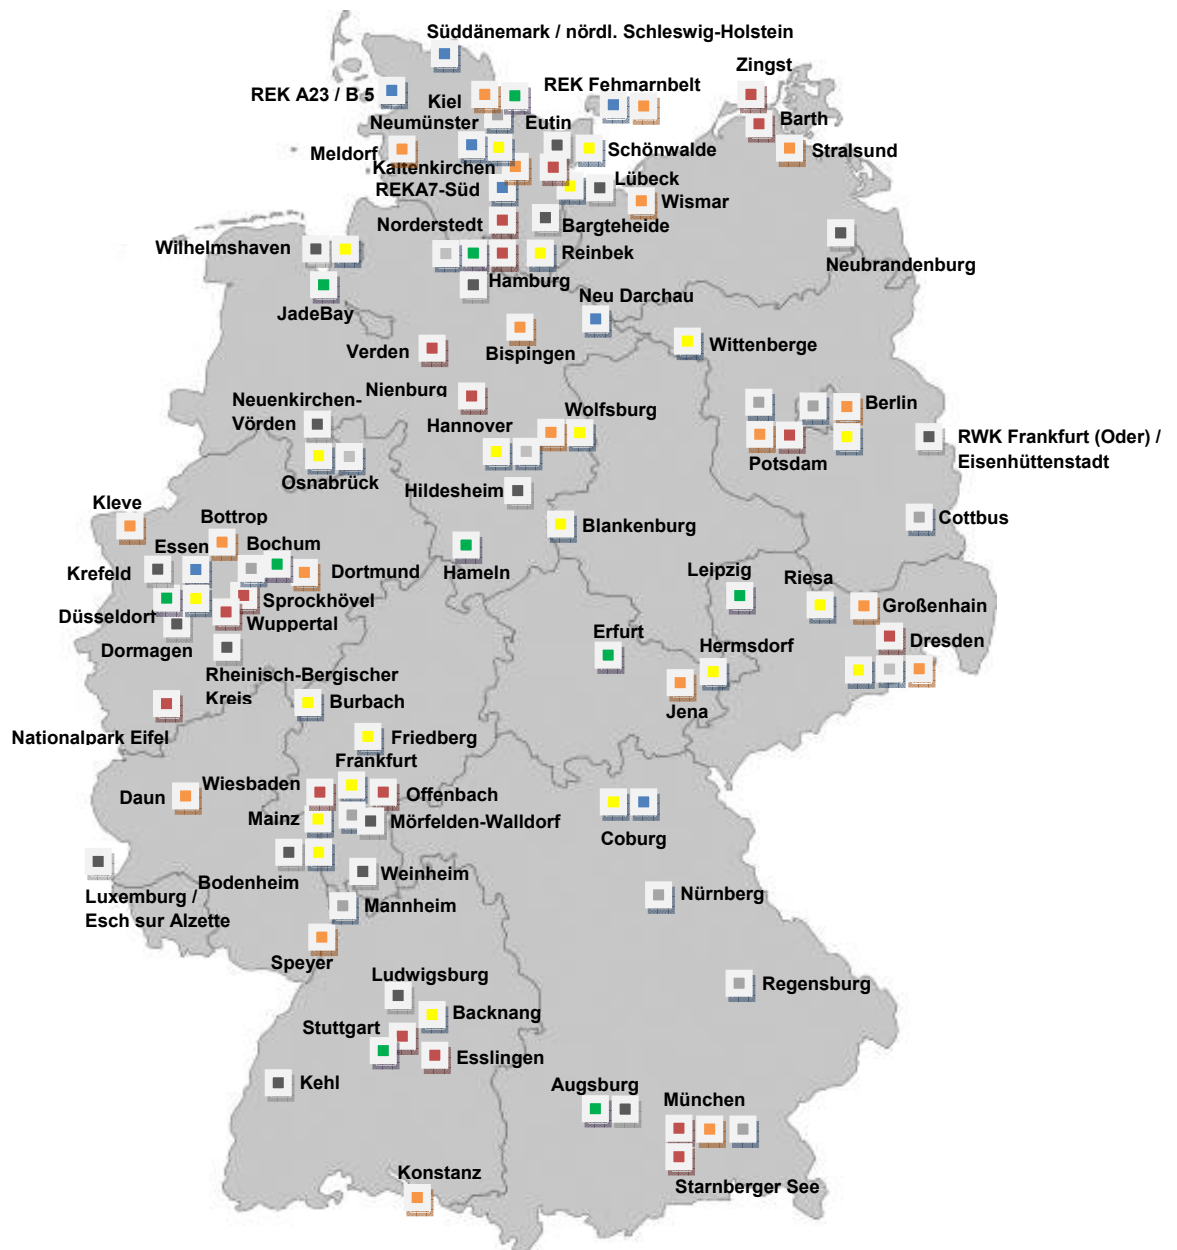 Süddänemark / nördl. Schleswig-Holstein
Zingst
REK Fehmarnbelt
REK A23 / B 5
Kiel
Barth
Neumünster
Eutin
Meldorf
Schönwalde
Stralsund
Kaltenkirchen
Lübeck
REKA7-Süd
Wismar
Norderstedt
Bargteheide
Wilhelmshaven
Reinbek
Neubrandenburg
Hamburg
JadeBay
Neu Darchau
Verden
Bispingen
Wittenberge
Nienburg
Neuenkirchen-
Vörden
Wolfsburg
Berlin
Hannover
RWK Frankfurt (Oder) /
Eisenhüttenstadt
Potsdam
Osnabrück
Hildesheim
Kleve
Cottbus
Bottrop
Blankenburg
Essen
Bochum
Krefeld
Dortmund
Hameln
Leipzig
Riesa
Sprockhövel
Großenhain
Düsseldorf
Wuppertal
Erfurt
Dresden
Dormagen
Hermsdorf
Rheinisch-Bergischer
Kreis
Burbach
Jena
Nationalpark Eifel
Friedberg
Frankfurt
Wiesbaden
Daun
Offenbach
Mainz
Mörfelden-Walldorf
Coburg
Weinheim
Bodenheim
Luxemburg /
Esch sur Alzette
Nürnberg
Mannheim
Speyer
Ludwigsburg
Regensburg
Backnang
Stuttgart
Esslingen
Kehl
Augsburg
München
Konstanz
Starnberger See